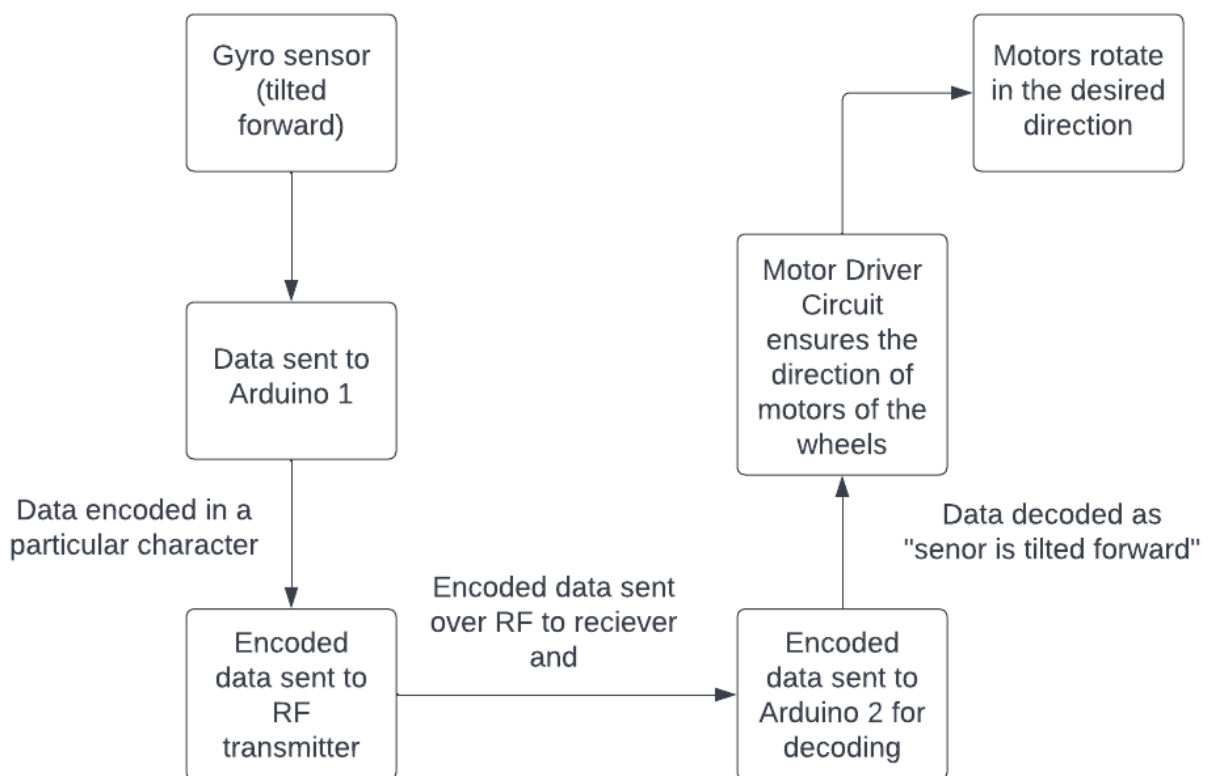 Gyro sensor
(tilted
forward)
Data sent to
Arduino 1
Data encoded in a
particular character
Encoded
data sent to
RF
transmitter
Encoded data sent
over RF to reciever
and
Encoded
data sent to
Arduino 2 for
decoding
Data decoded as
"senor is tilted forward"
Motor Driver
Circuit
ensures the
direction of
motors of the
wheels
Motors rotate
in the desired
direction